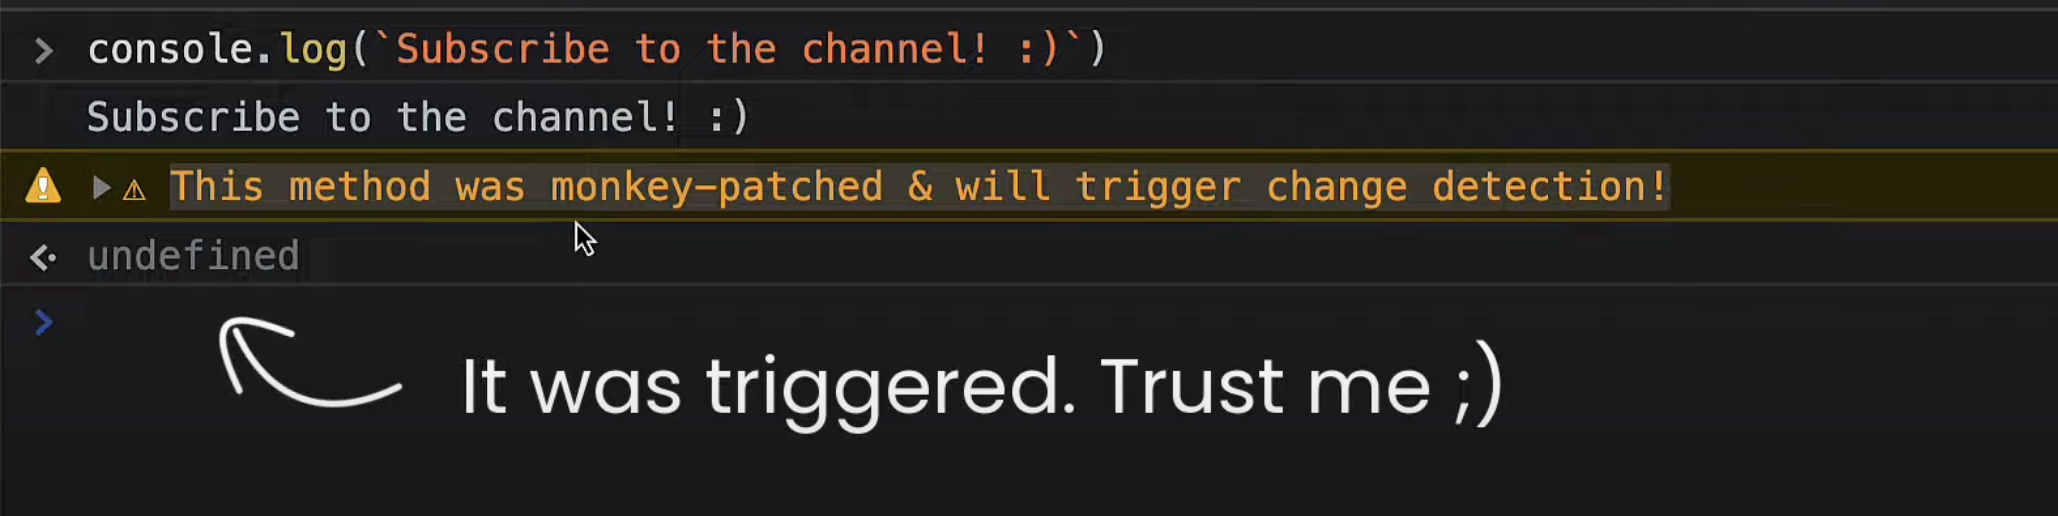 > console.log(`Subscribe to the channel! :)`)
Subscribe to the channel! :)
⚠ This method was monkey-patched & will trigger change detection!
undefined
>
It was triggered. Trust me ;)